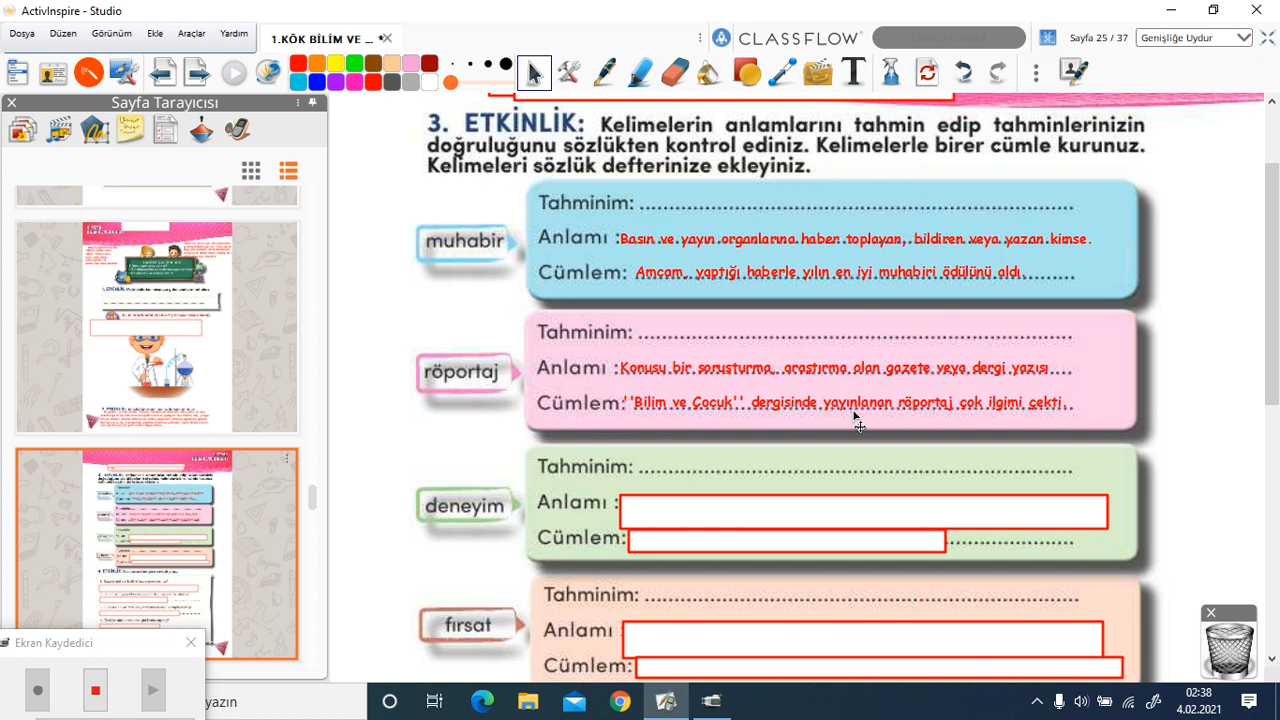 ActivInspire - Studio
Dosya Düzen Görünüm Ekle Araçlar Yardım
1.KÖK BİLİM VE ...
CLASSFLOW
Sayfa 25 / 37
Genişliğe Uydur
Sayfa Tarayıcısı
3. ETKİNLİK: Kelimelerin anlamlarını tahmin edip tahminlerinizin
doğruluğunu sözlükten kontrol ediniz. Kelimelerle birer cümle kurunuz.
Kelimeleri sözlük defterinize ekleyiniz.
muhabir
Tahminim:
Anlamı :Basın ve yayın organlarına haber toplayan, bildiren veya yazan kimse.
Cümlem: Amcam, yaptığı haberle yılın en iyi muhabiri ödülünü aldı.
röportaj
Tahminim:
Anlamı :Konusu bir soruşturma, araştırma olan gazete veya dergi yazısı
Cümlem:''Bilim ve Çocuk'' dergisinde yayınlanan röportaj çok ilgimi çekti.
deneyim
Tahminim:
Anlamı :
Cümlem:
fırsat
Tahminim:
Anlamı
Cümlem:
Ekran Kaydedici
yazın
02:38
4.02.2021